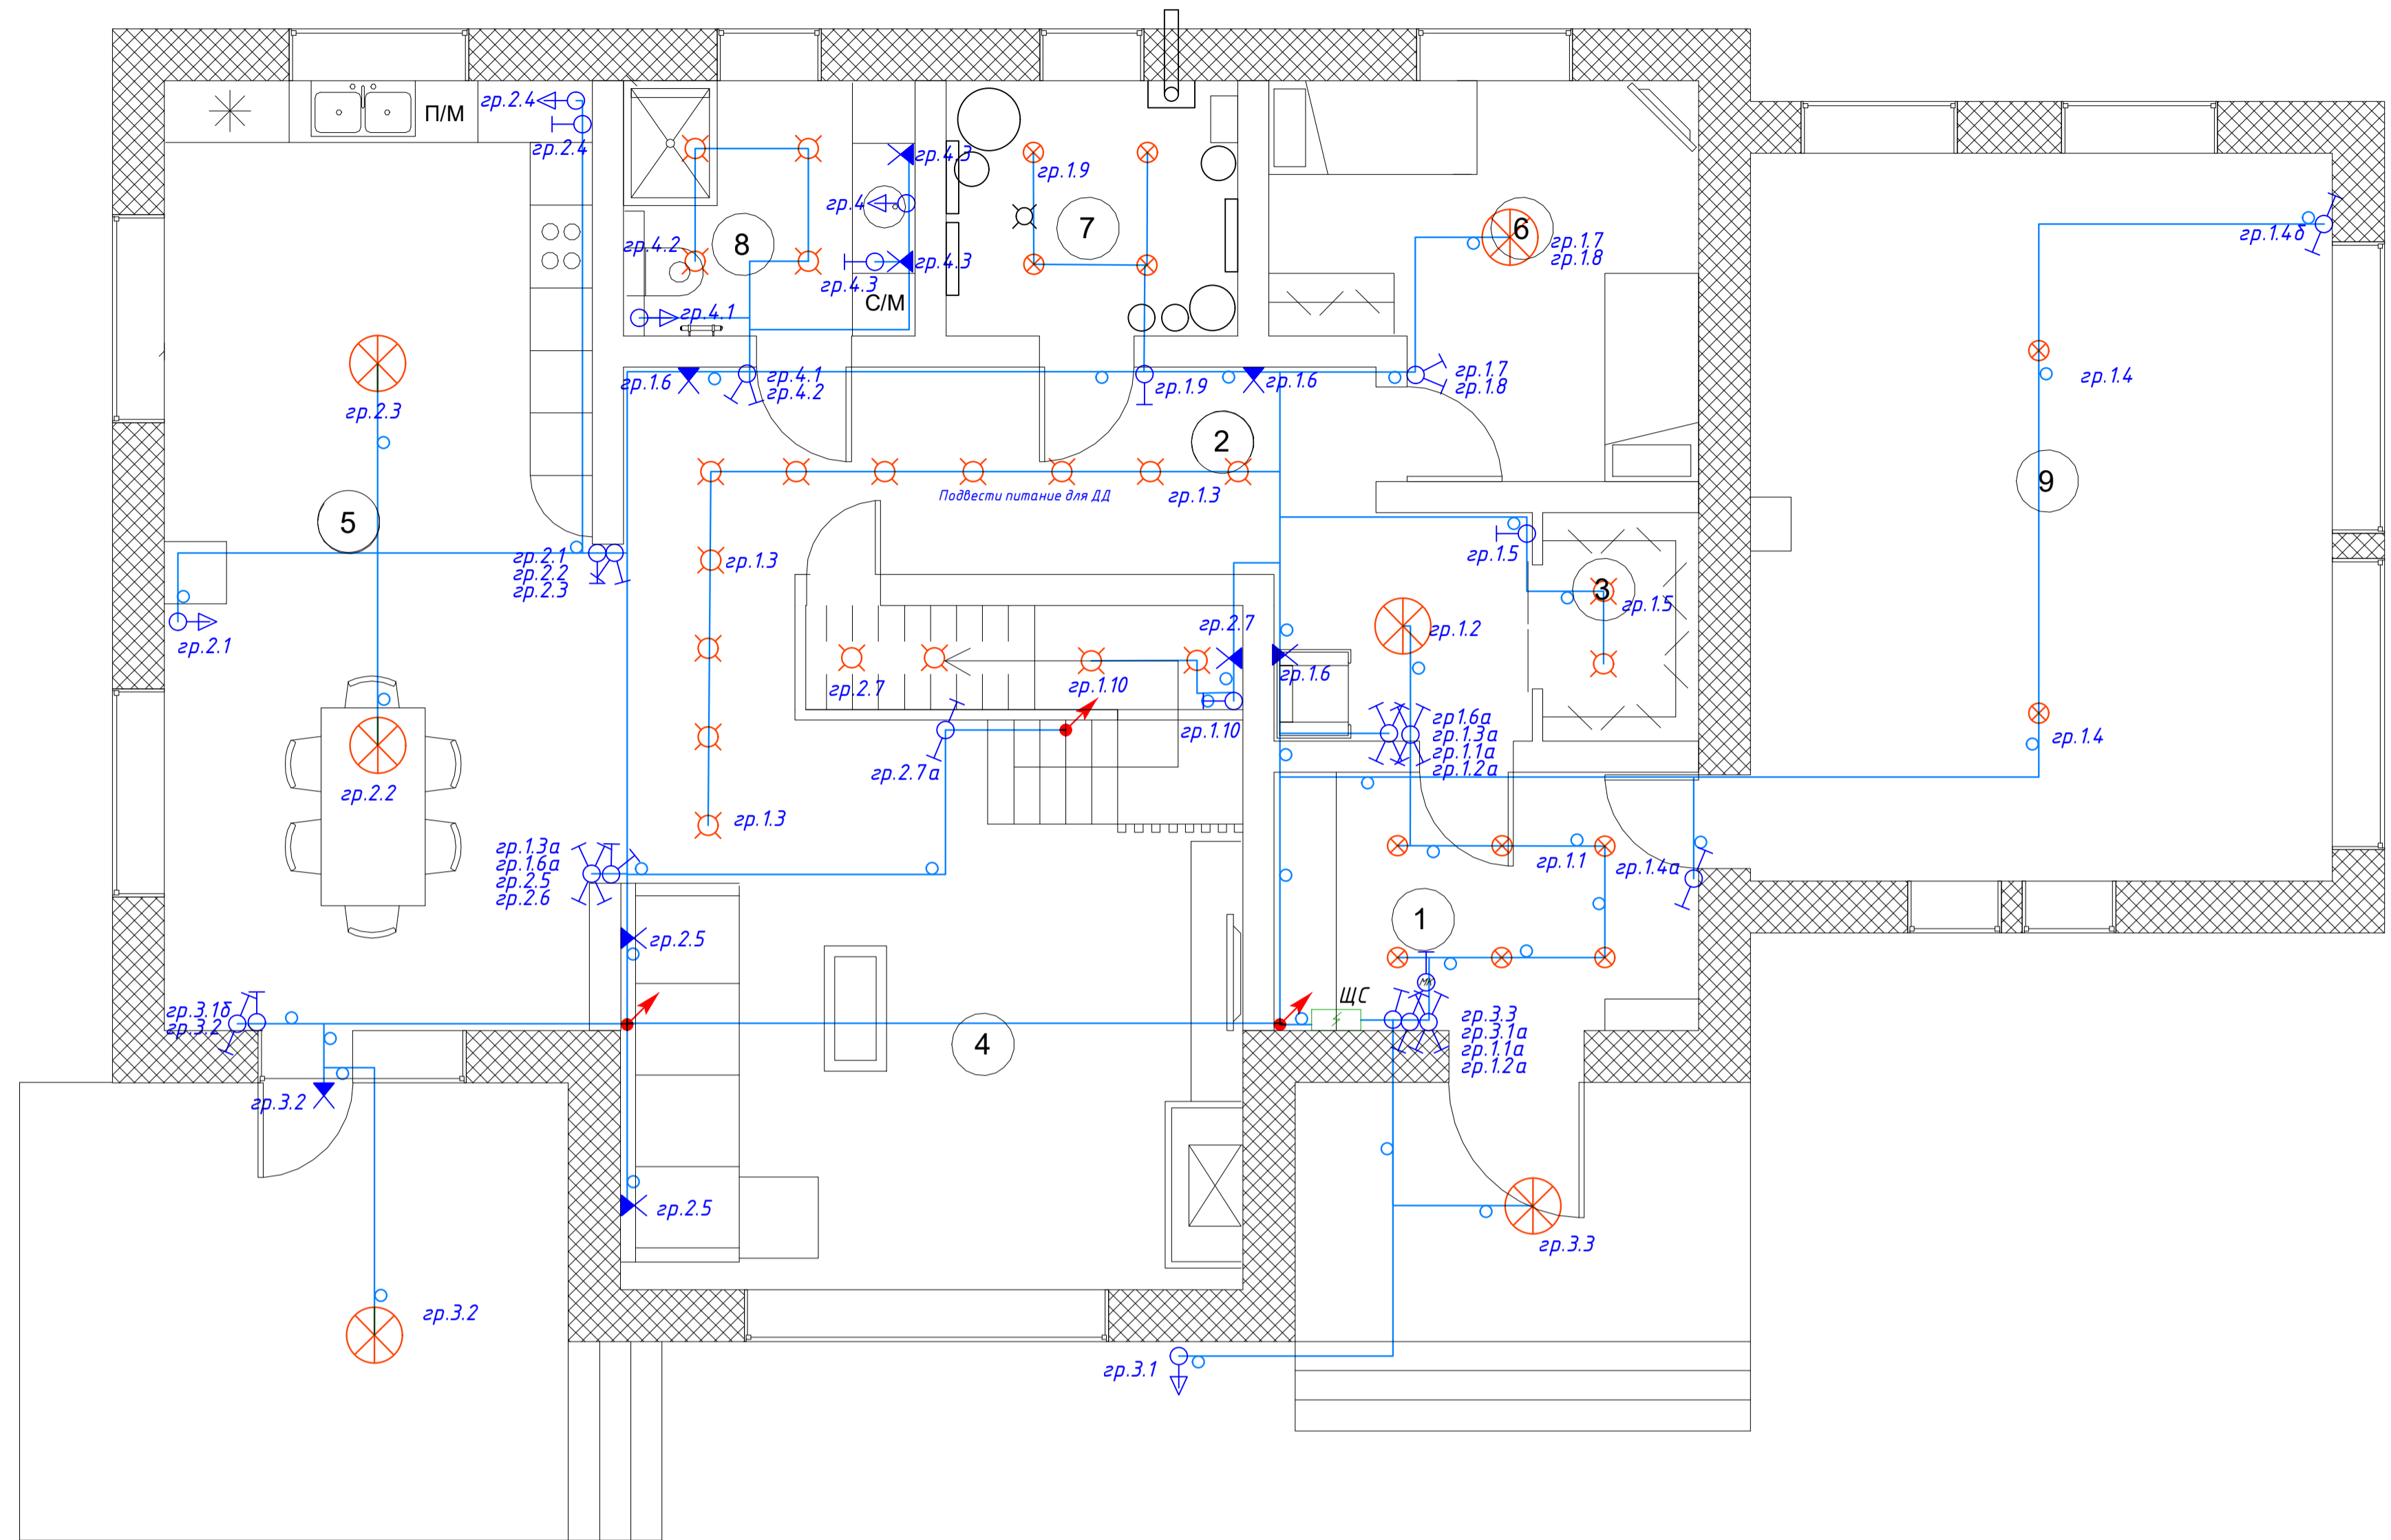 П/М
гр.2.4
гр.2.4
гр.4.3
гр.4
гр.4.2
8
гр.4.3
гр.4.3
С/М
гр.4.1
гр.1.9
7
6
гр.1.7
гр.1.8
гр.1.4б
гр.2.3
гр.1.6
гр.4.1
гр.4.2
гр.1.9
гр.1.6
гр.1.7
гр.1.8
гр.1.4
2
5
9
Подвести питание для ДД
гр.1.3
гр.2.1
гр.2.2
гр.2.3
гр.1.3
гр.1.5
3
гр.1.5
гр.2.1
гр.2.7
гр.1.2
гр.2.7
гр.1.10
гр.1.6
гр.2.2
гр.2.7а
гр.1.10
гр.1.6а
гр.1.3а
гр.1.1а
гр.1.2а
гр.1.4
гр.1.3
гр.1.3а
гр.1.6а
гр.2.5
гр.2.6
гр.1.1
гр.1.4а
1
гр.2.5
МК
ЩС
гр.3.1б
гр.3.2
4
гр.3.3
гр.3.1а
гр.1.1а
гр.1.2а
гр.3.2
гр.2.5
гр.3.3
гр.3.2
гр.3.1